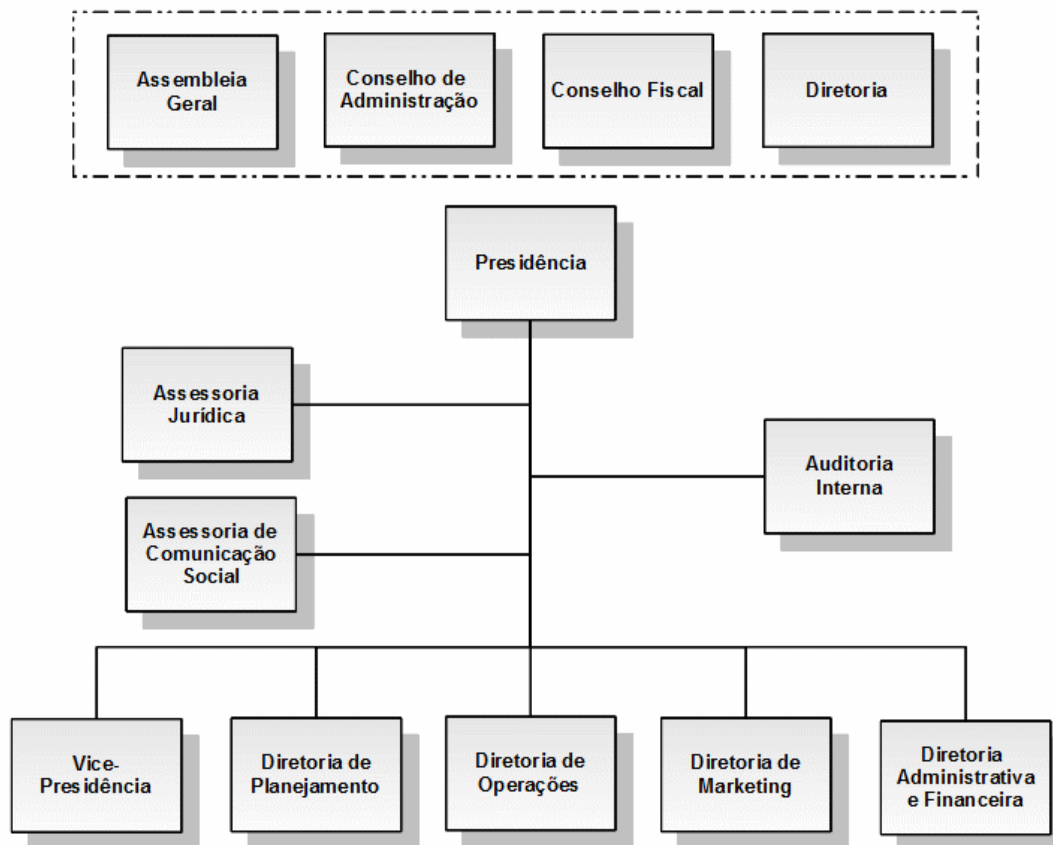 Assembleia
Geral
Conselho de
Administração
Conselho Fiscal
Diretoria
Presidência
Assessoria
Jurídica
Auditoria
Interna
Assessoria de
Comunicação
Social
Vice-
Presidência
Diretoria de
Planejamento
Diretoria de
Operações
Diretoria de
Marketing
Diretoria
Administrativa
e Financeira